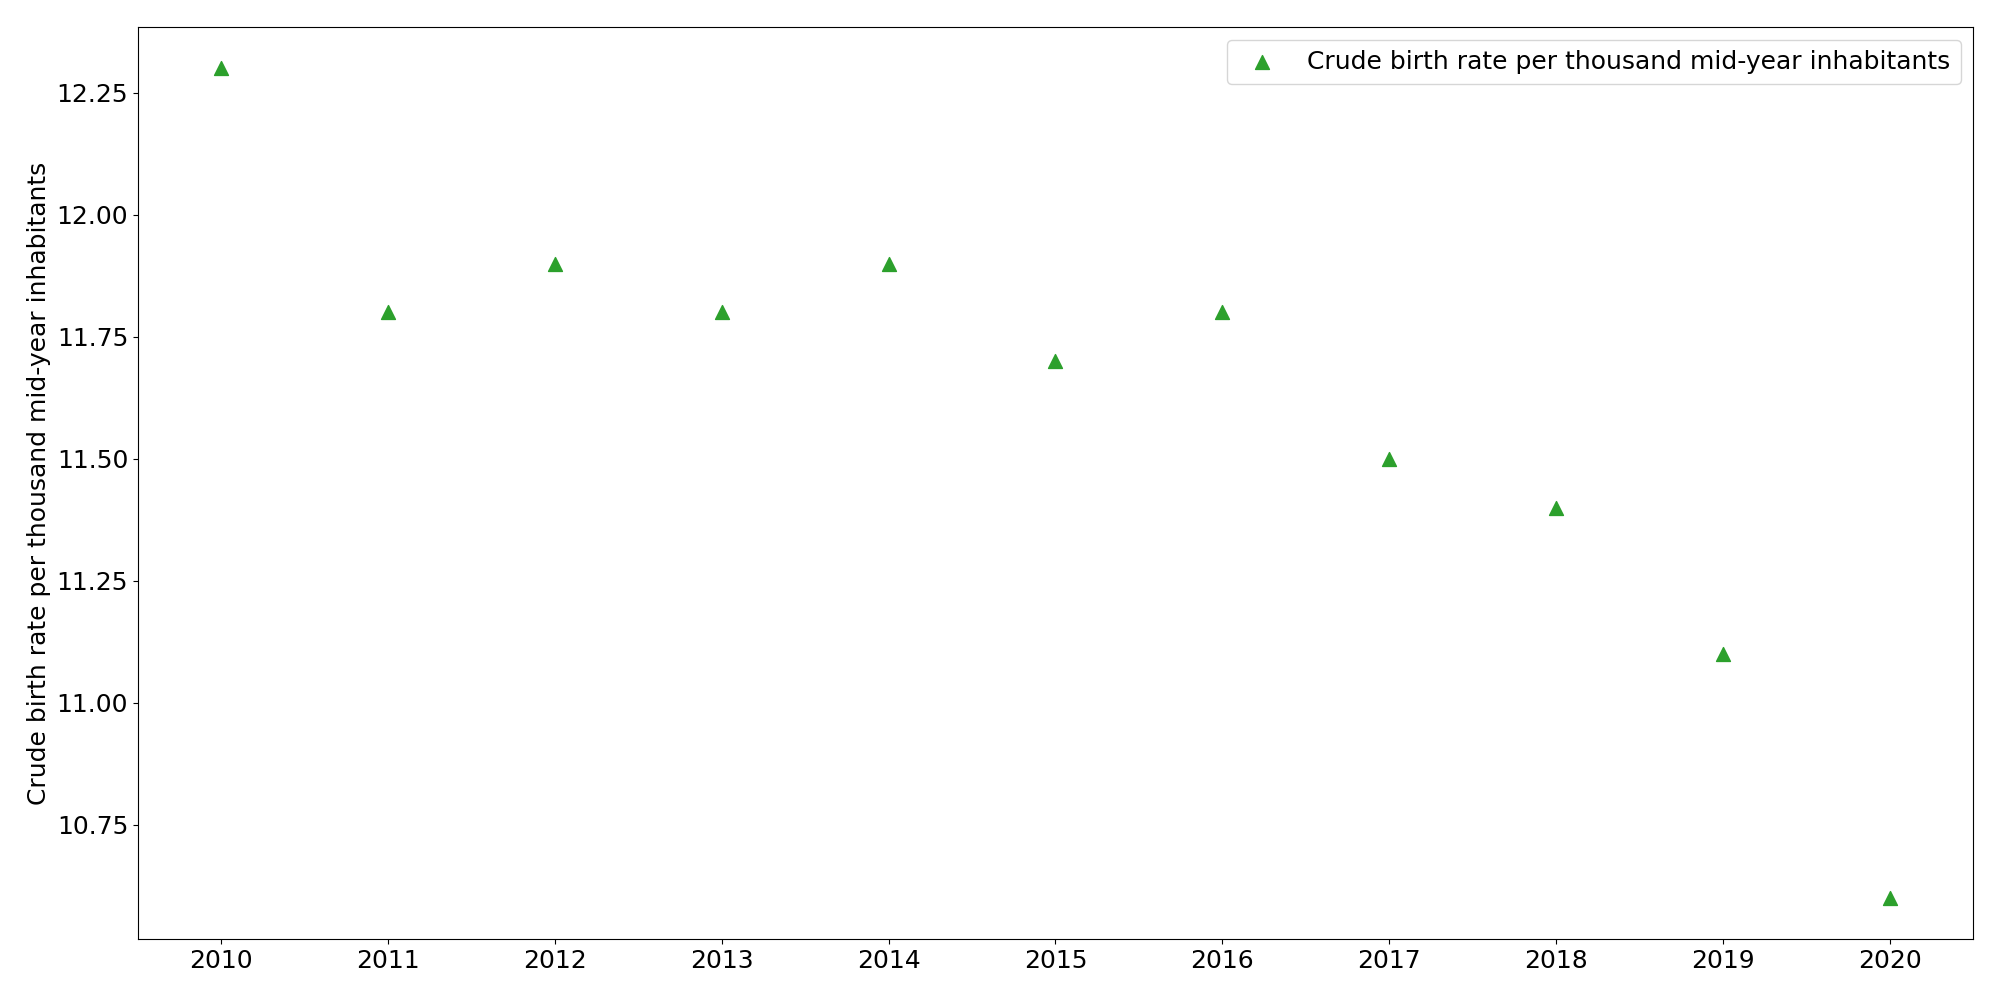 Crude birth rate per thousand mid-year inhabitants
12.25
12.00
11.75
11.50
11.25
11.00
10.75
Crude birth rate per thousand mid-year inhabitants
2010 2011 2012 2013 2014 2015 2016 2017 2018 2019 2020